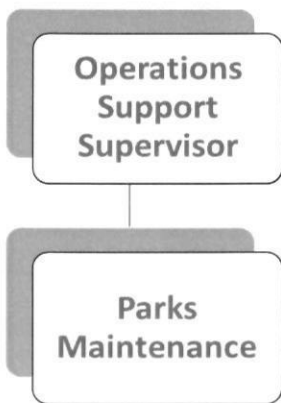 Operations
Support
Supervisor
Parks
Maintenance